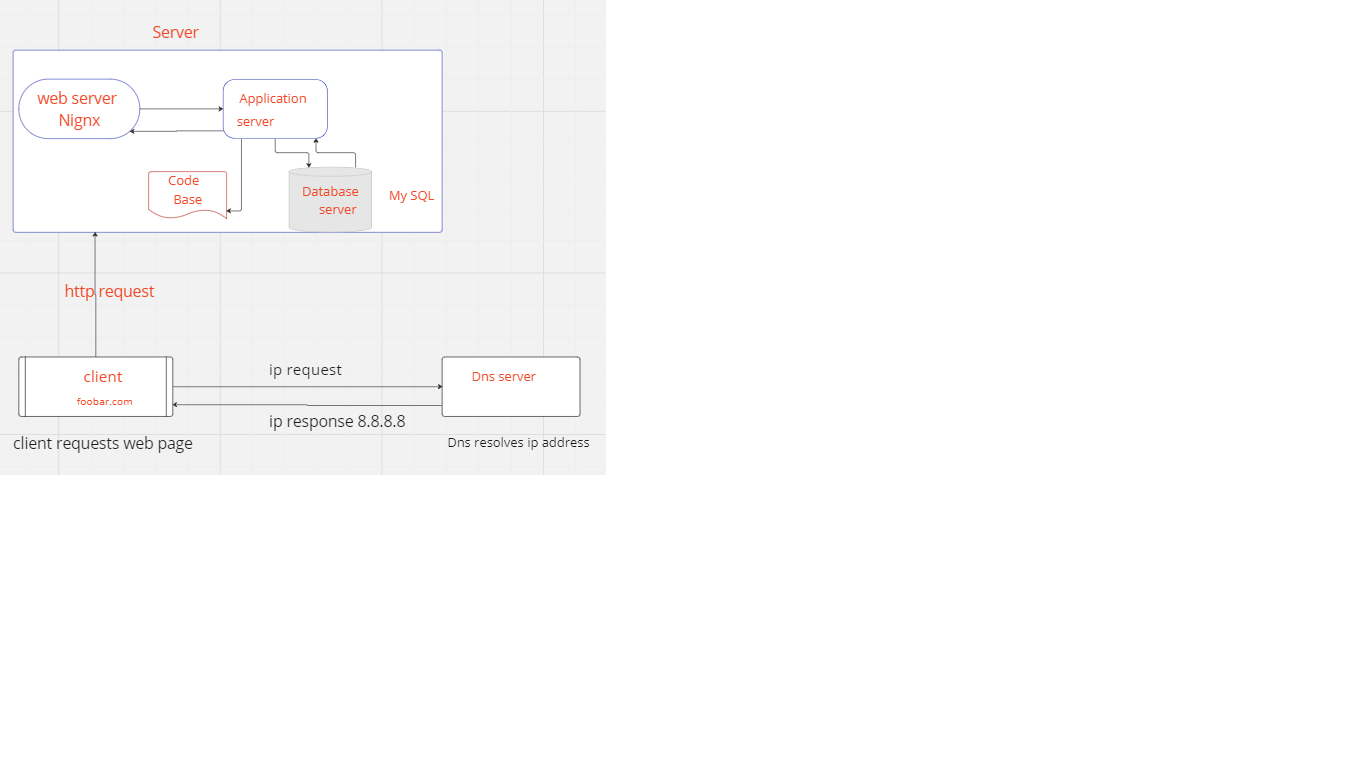 Server
web server
Nignx
Application
server
Code
Base
Database
server
My SQL
http request
client
foobar.com
ip request
Dns server
ip response 8.8.8.8
client requests web page
Dns resolves ip address